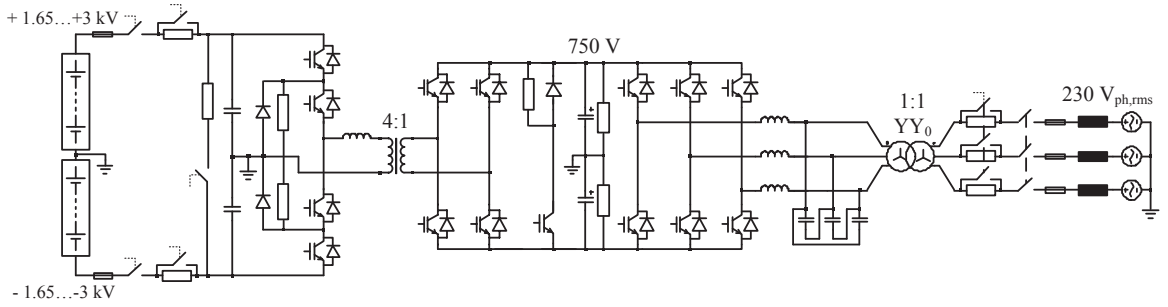 + 1.65…+3 kV
750 V
4:1
1:1
YY₀
230 Vph,rms
- 1.65…-3 kV